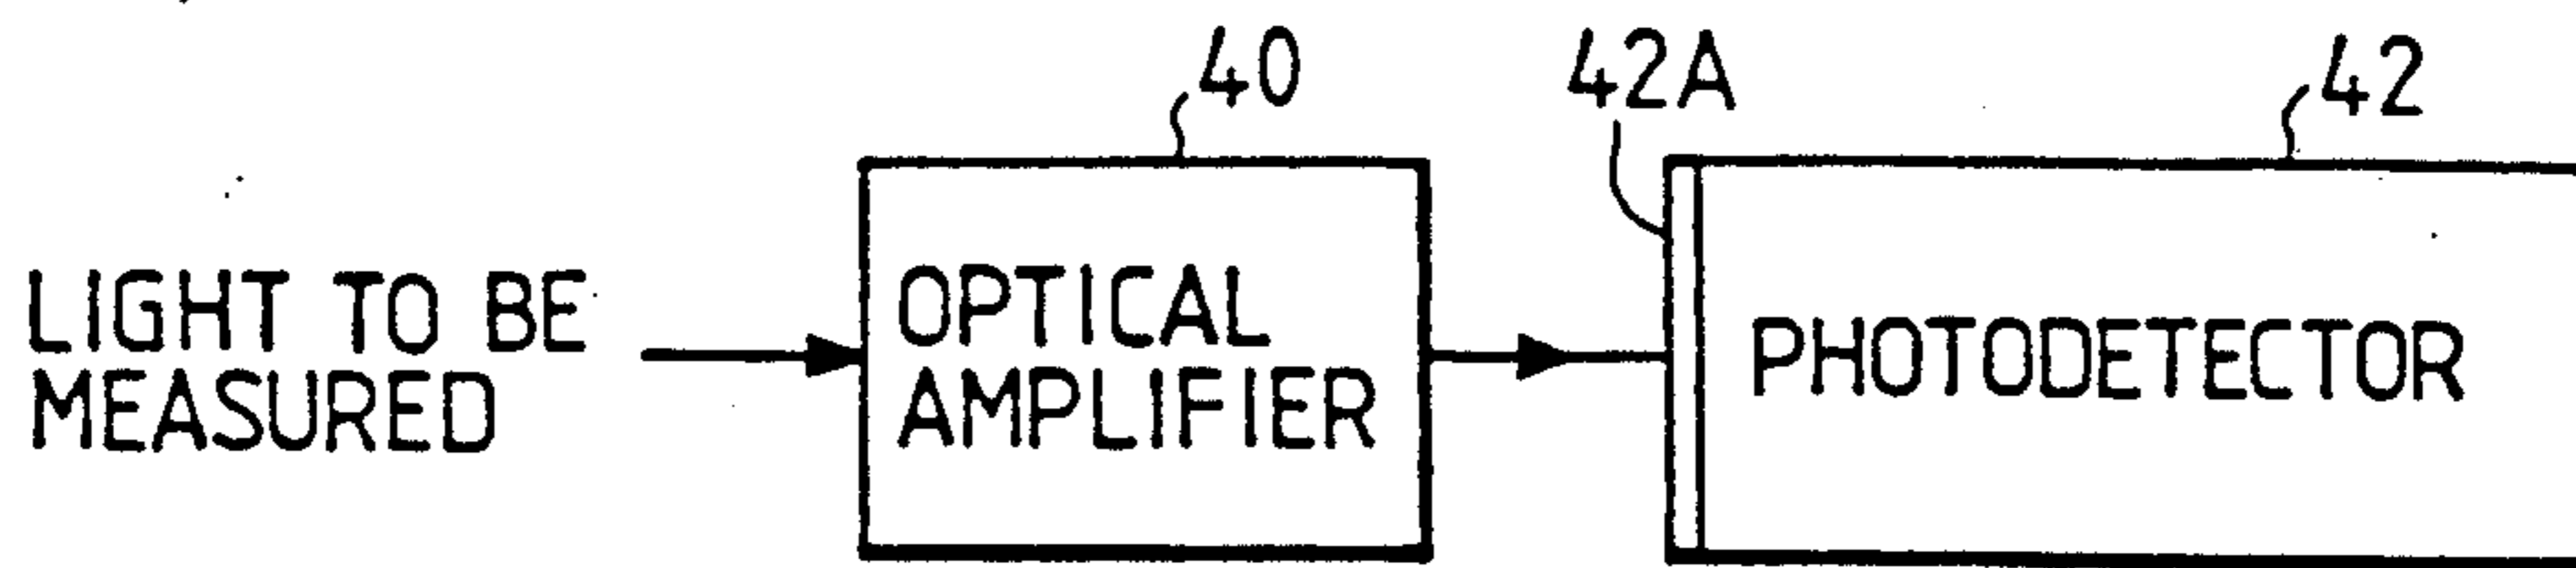 40
42A
42
LIGHT TO BE
MEASURED
OPTICAL
AMPLIFIER
PHOTODETECTOR